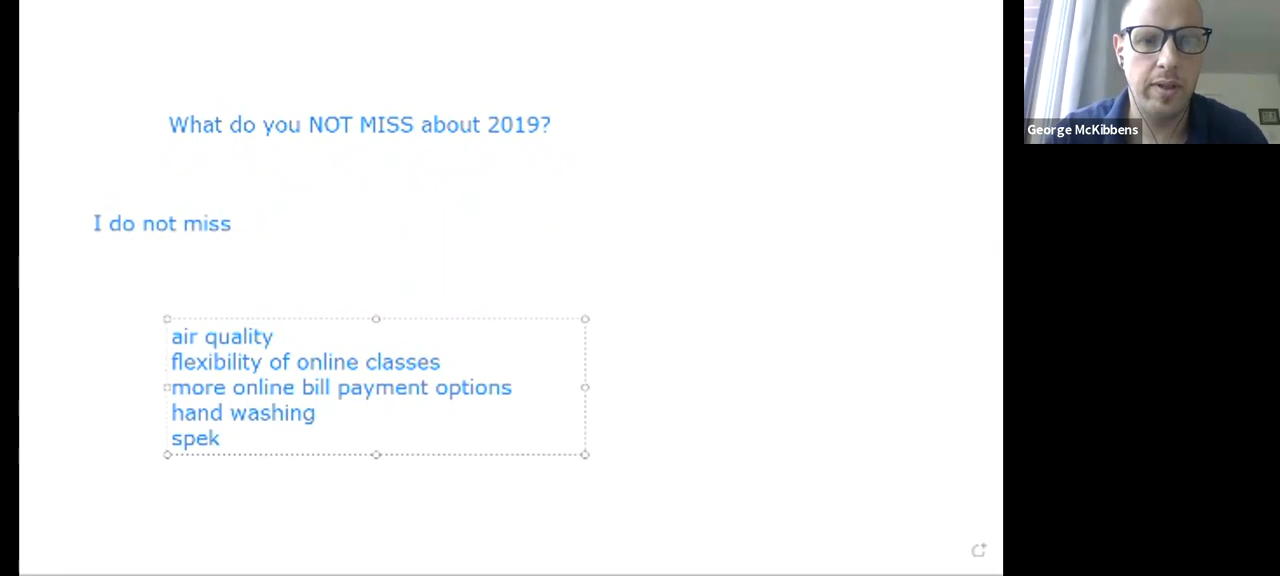 What do you NOT MISS about 2019?
I do not miss
air quality
flexibility of online classes
more online bill payment options
hand washing
spek
George McKibbens